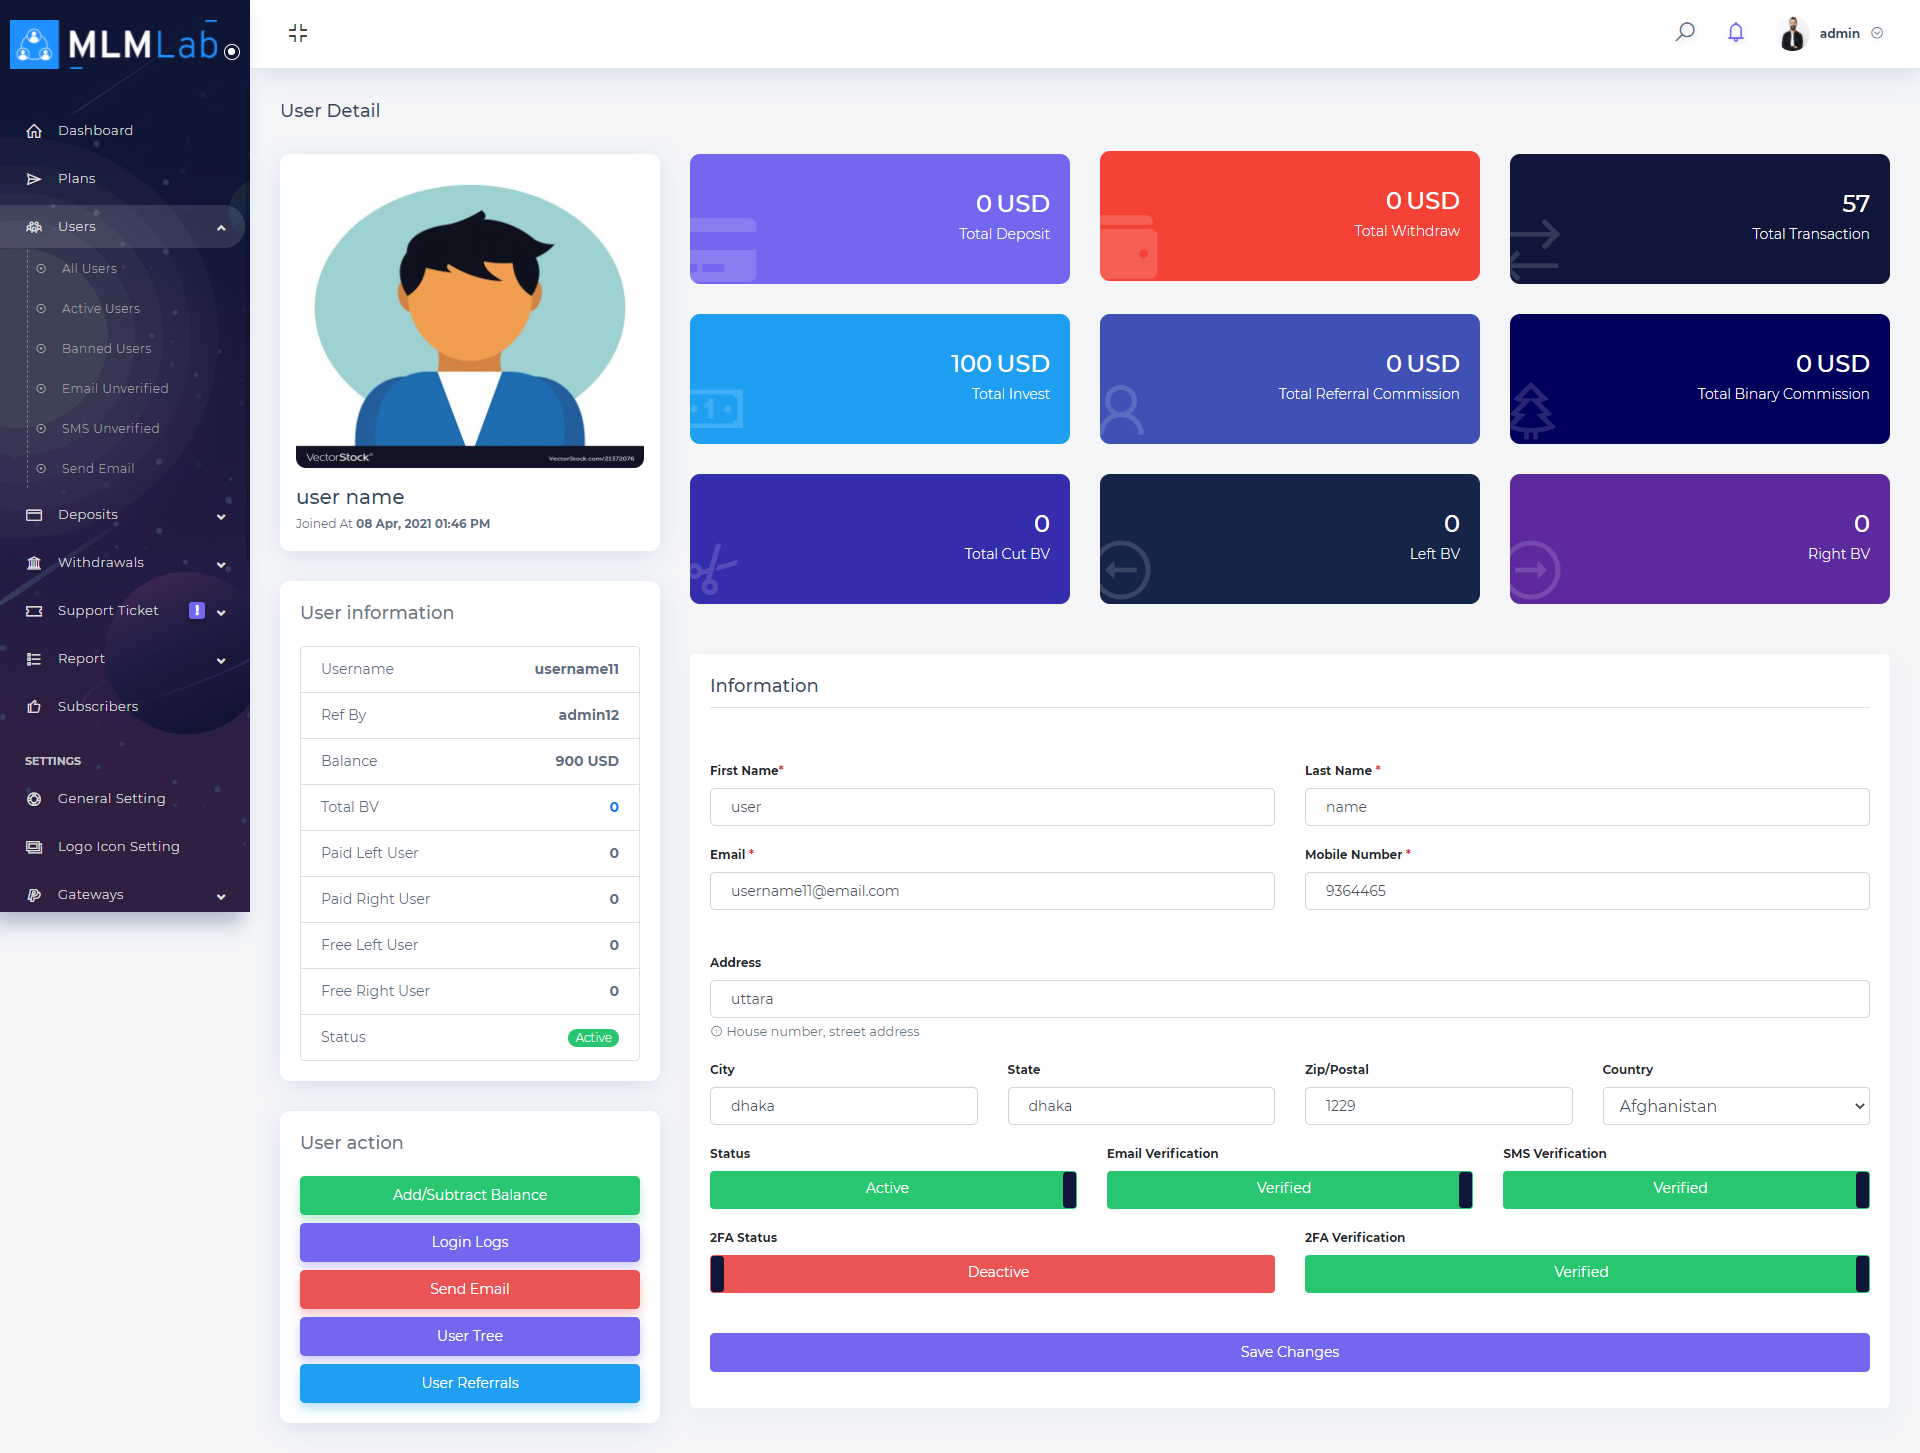 MLMLab
admin
Dashboard
Plans
Users
All Users
Active Users
Banned Users
Email Unverified
SMS Unverified
Send Email
Deposits
Withdrawals
Support Ticket !
Report
Subscribers
SETTINGS
General Setting
Logo Icon Setting
Gateways
User Detail
VectorStock® VectorStock.com/21372076
user name
Joined At 08 Apr, 2021 01:46 PM
0 USD
Total Deposit
0 USD
Total Withdraw
57
Total Transaction
100 USD
Total Invest
0 USD
Total Referral Commission
0 USD
Total Binary Commission
0
Total Cut BV
0
Left BV
0
Right BV
User information
Username username11
Ref By admin12
Balance 900 USD
Total BV 0
Paid Left User 0
Paid Right User 0
Free Left User 0
Free Right User 0
Status Active
User action
Add/Subtract Balance
Login Logs
Send Email
User Tree
User Referrals
Information
First Name* Last Name *
user name
Email * Mobile Number *
username11@email.com 9364465
Address
uttara
House number, street address
City State Zip/Postal Country
dhaka dhaka 1229 Afghanistan
Status Email Verification SMS Verification
Active Verified Verified
2FA Status 2FA Verification
Deactive Verified
Save Changes